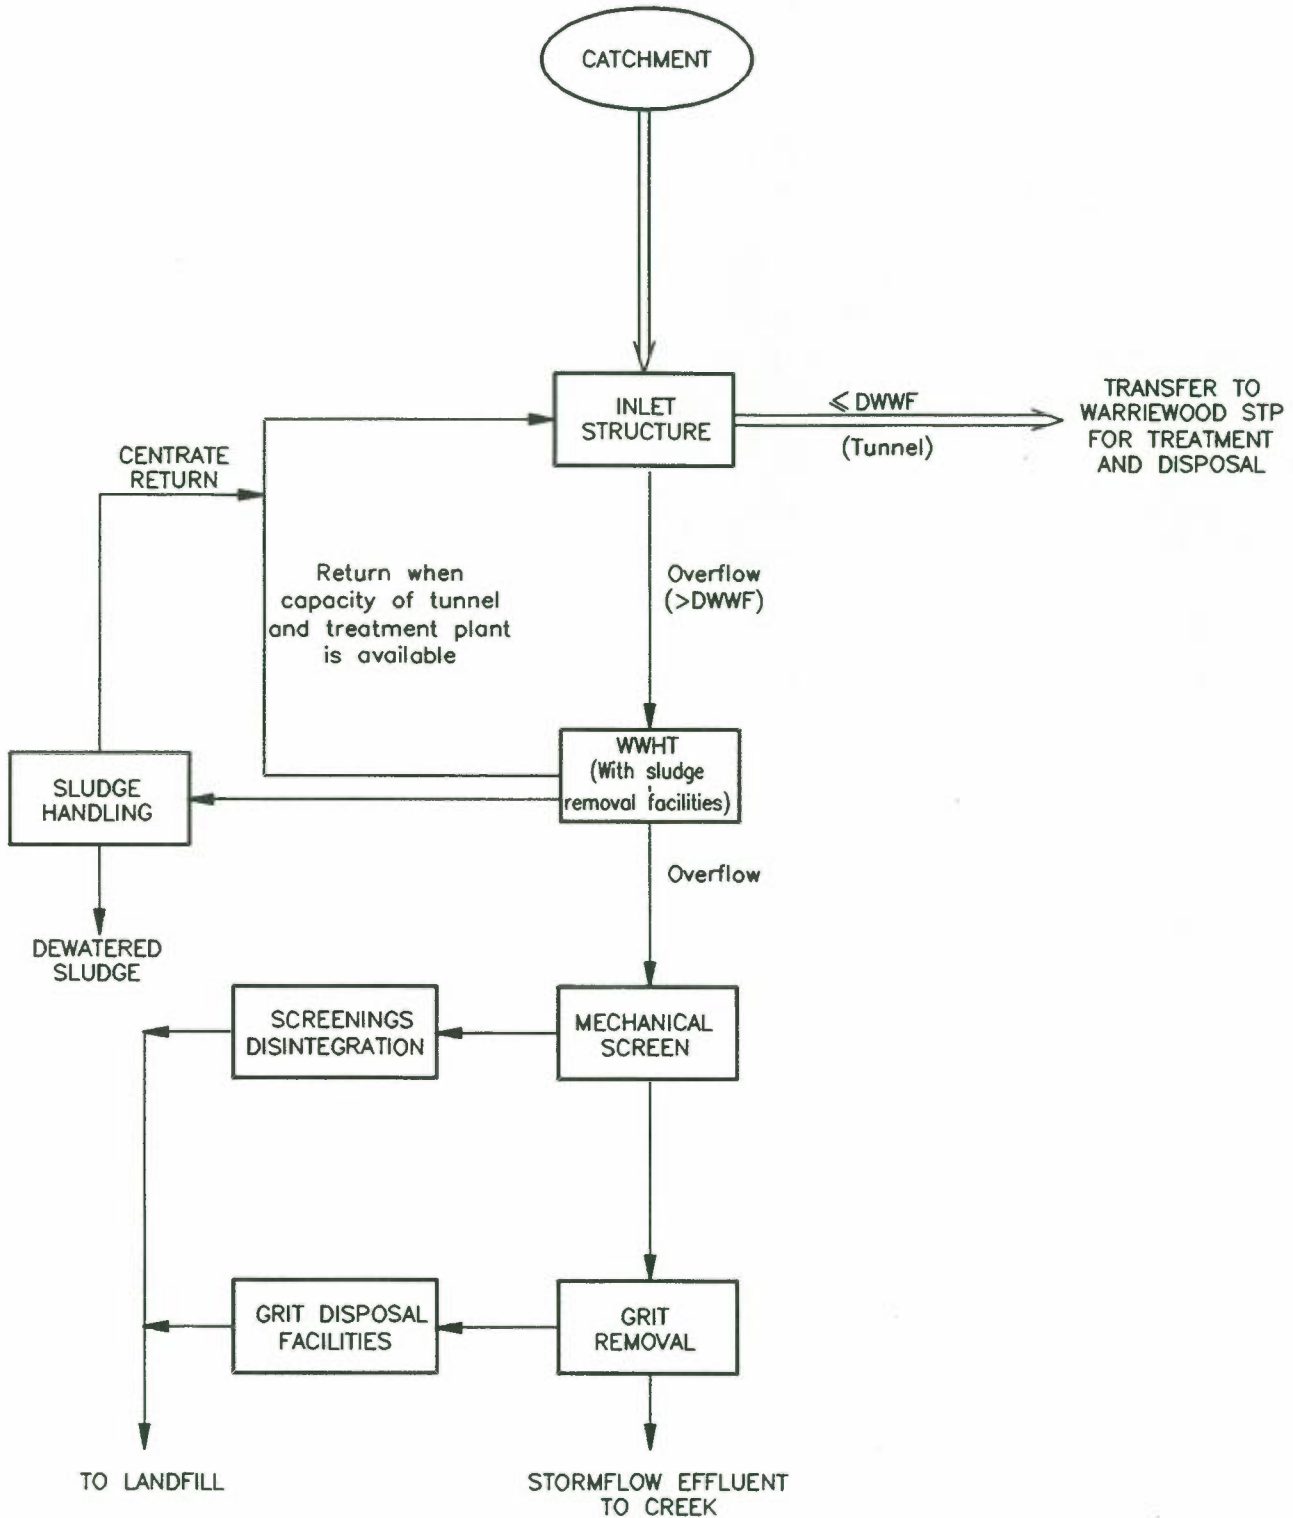 CATCHMENT
INLET
STRUCTURE
⩽ DWWF
(Tunnel)
TRANSFER TO
WARRIEWOOD STP
FOR TREATMENT
AND DISPOSAL
CENTRATE
RETURN
Return when
capacity of tunnel
and treatment plant
is available
Overflow
(>DWWF)
WWHT
(With sludge
removal facilities)
SLUDGE
HANDLING
Overflow
DEWATERED
SLUDGE
SCREENINGS
DISINTEGRATION
MECHANICAL
SCREEN
GRIT DISPOSAL
FACILITIES
GRIT
REMOVAL
TO LANDFILL
STORMFLOW EFFLUENT
TO CREEK